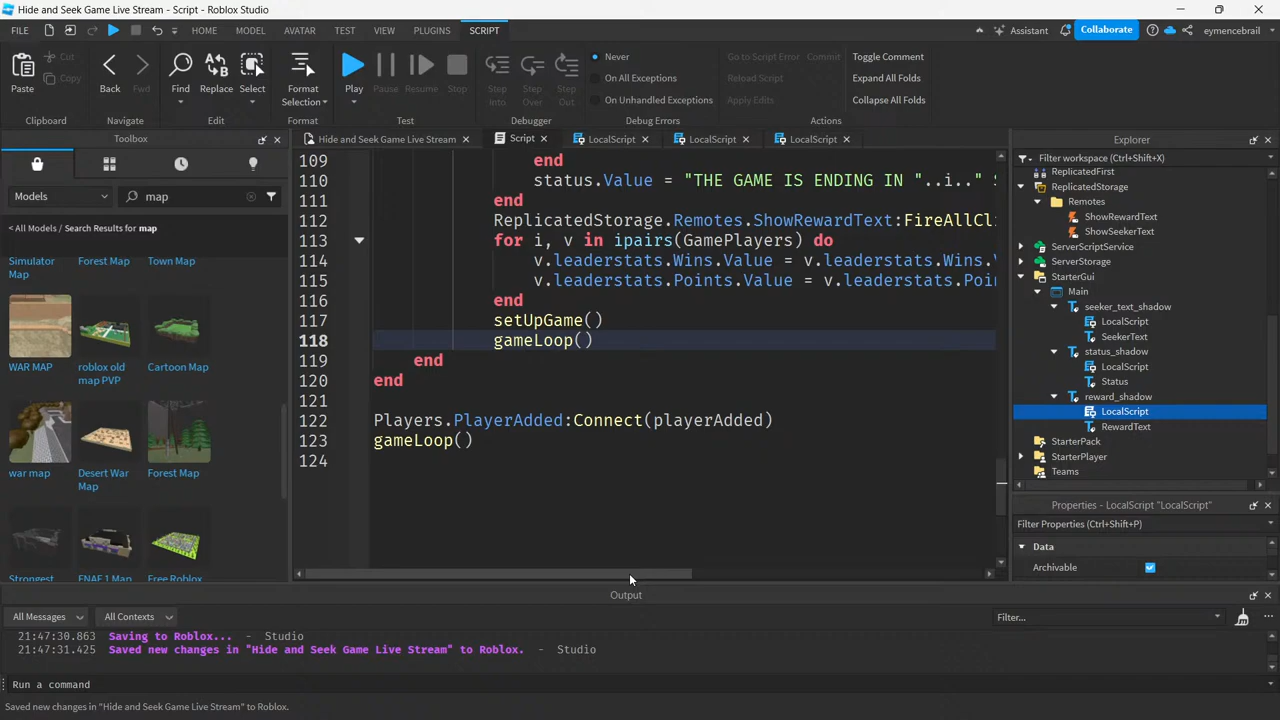 Hide and Seek Game Live Stream - Script - Roblox Studio
FILE HOME MODEL AVATAR TEST VIEW PLUGINS SCRIPT Assistant Collaborate eymencebrail
Paste Cut Copy Back Fwd Find Replace Select Format Selection Play Pause Resume Stop Step Into Step Over Step Out
Never On All Exceptions On Unhandled Exceptions
Go to Script Error Commit Reload Script Apply Edits
Toggle Comment Expand All Folds Collapse All Folds
Clipboard Navigate Edit Format Test Debugger Debug Errors Actions
Toolbox
Models map
< All Models / Search Results for map
Simulator Map Forest Map Town Map
WAR MAP roblox old map PVP Cartoon Map
war map Desert War Map Forest Map
Strongest FNAF 1 Map Free Roblox
Hide and Seek Game Live Stream Script LocalScript LocalScript LocalScript
109 end
110 status.Value = "THE GAME IS ENDING IN "..i.." S
111 end
112 ReplicatedStorage.Remotes.ShowRewardText:FireAllCli
113 for i, v in ipairs(GamePlayers) do
114 v.leaderstats.Wins.Value = v.leaderstats.Wins.V
115 v.leaderstats.Points.Value = v.leaderstats.Poin
116 end
117 setUpGame()
118 gameLoop()
119 end
120 end
121
122 Players.PlayerAdded:Connect(playerAdded)
123 gameLoop()
124
Explorer
Filter workspace (Ctrl+Shift+X)
ReplicatedFirst
ReplicatedStorage
Remotes
ShowRewardText
ShowSeekerText
ServerScriptService
ServerStorage
StarterGui
Main
seeker_text_shadow
LocalScript
SeekerText
status_shadow
LocalScript
Status
reward_shadow
LocalScript
RewardText
StarterPack
StarterPlayer
Teams
Properties - LocalScript "LocalScript"
Filter Properties (Ctrl+Shift+P)
Data
Archivable
Output
All Messages All Contexts Filter...
21:47:30.863 Saving to Roblox... - Studio
21:47:31.425 Saved new changes in "Hide and Seek Game Live Stream" to Roblox. - Studio
Run a command
Saved new changes in "Hide and Seek Game Live Stream" to Roblox.